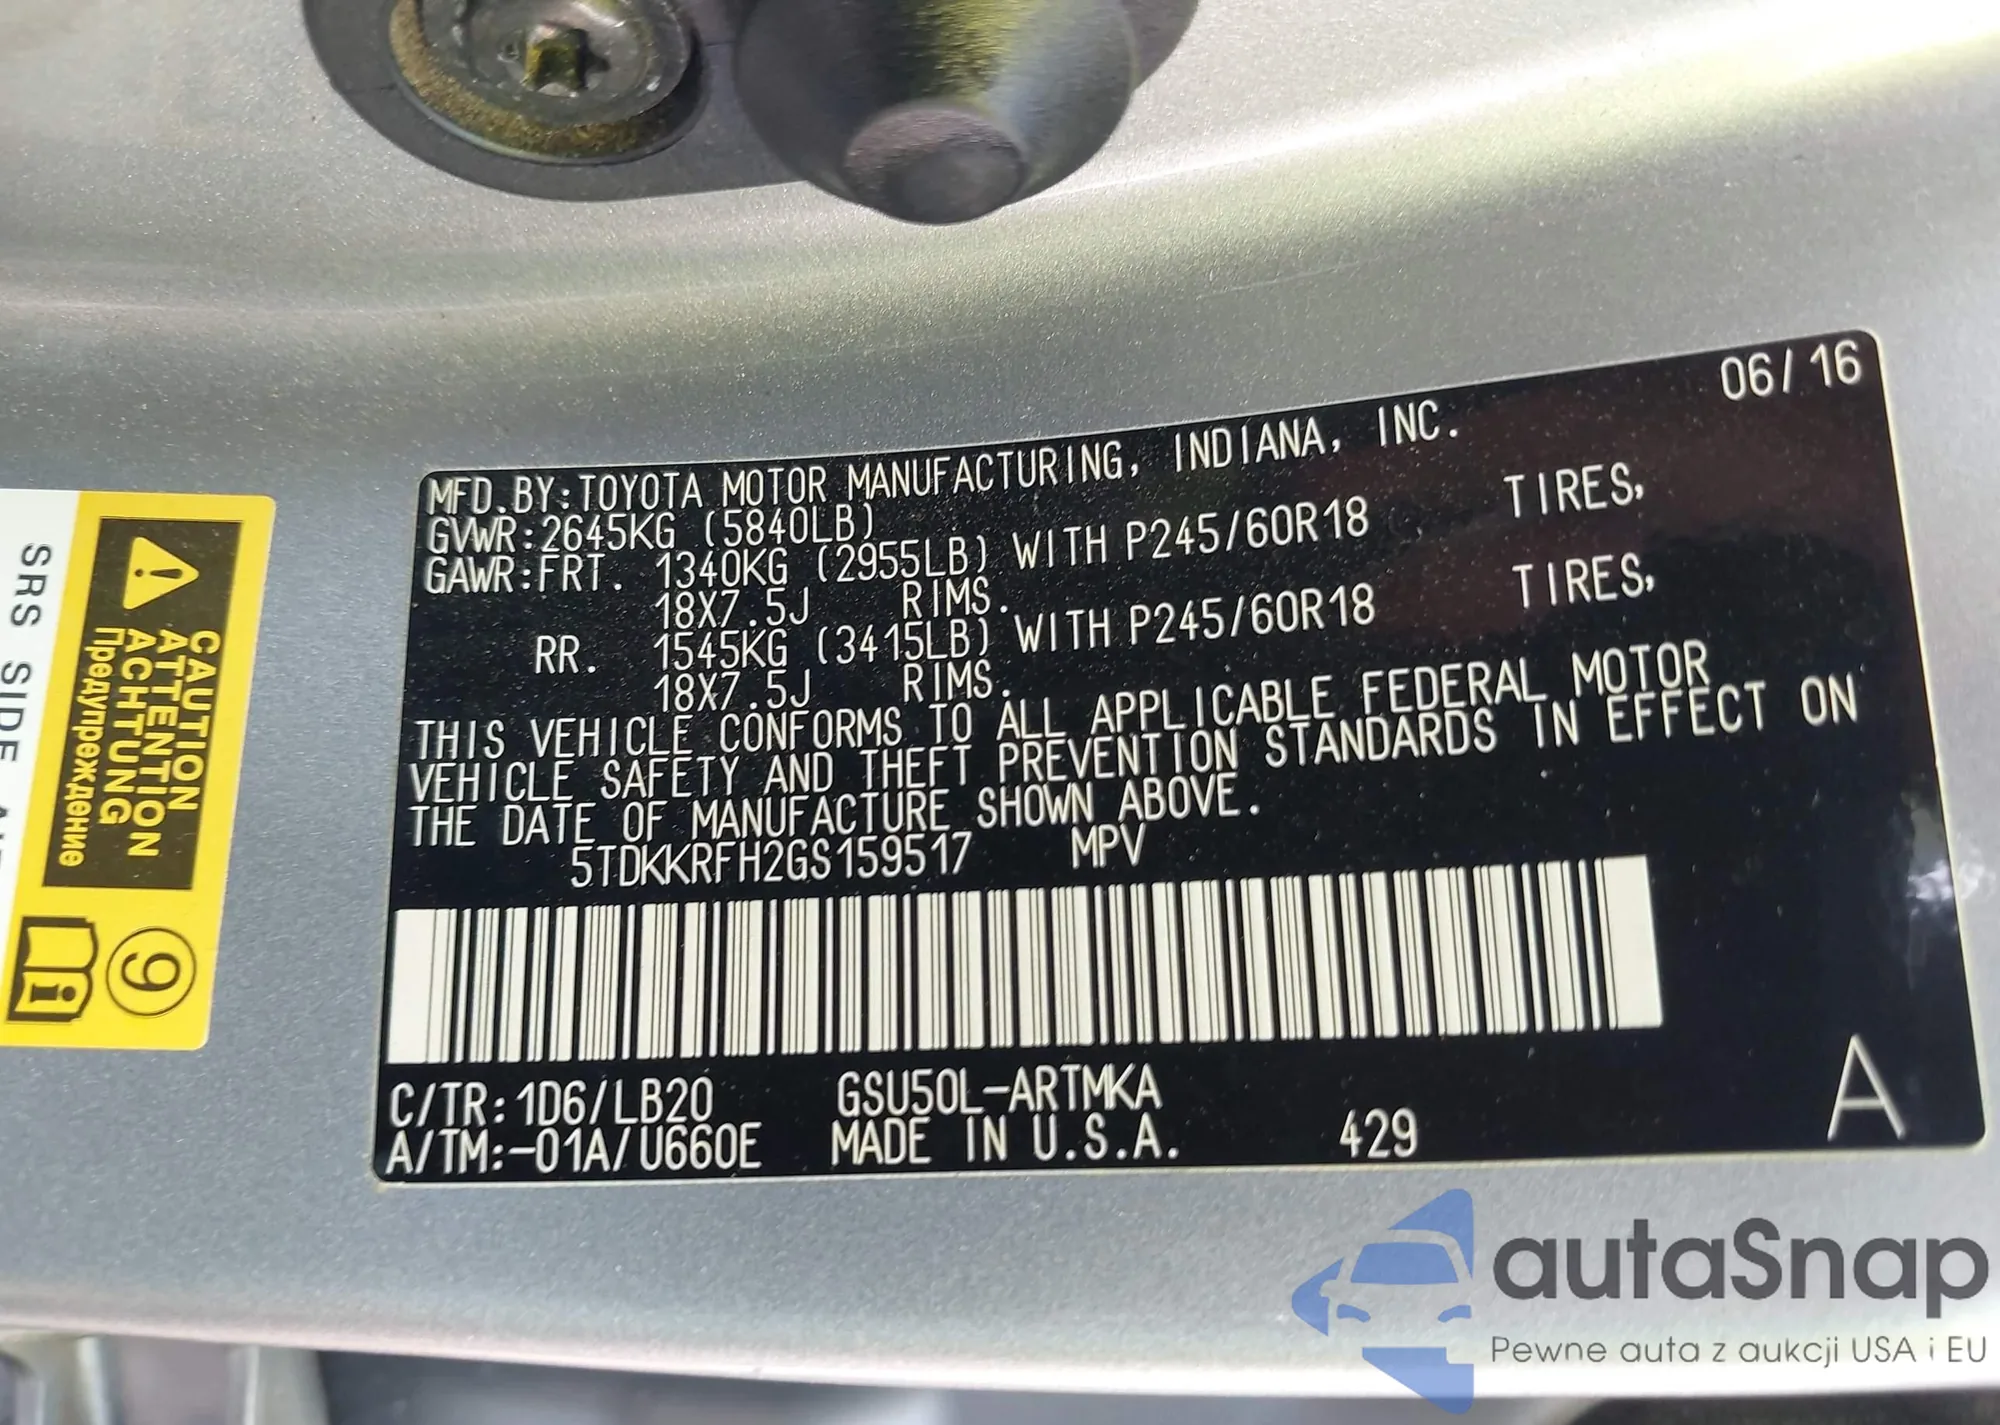 06/16
MFD.BY:TOYOTA MOTOR MANUFACTURING, INDIANA, INC.
GVWR:2645KG (5840LB)
GAWR:FRT. 1340KG (2955LB) WITH P245/60R18 TIRES,
18X7.5J RIMS.
RR. 1545KG (3415LB) WITH P245/60R18 TIRES,
18X7.5J RIMS.
THIS VEHICLE CONFORMS TO ALL APPLICABLE FEDERAL MOTOR
VEHICLE SAFETY AND THEFT PREVENTION STANDARDS IN EFFECT ON
THE DATE OF MANUFACTURE SHOWN ABOVE.
5TDKKRFH2GS159517 MPV
C/TR:1D6/LB20 GSU50L-ARTMKA
A/TM:-01A/U660E MADE IN U.S.A. 429 A
CAUTION
ATTENTION
ACHTUNG
Предупреждение
9
SRS SIDE
autaSnap
Pewne auta z aukcji USA i EU